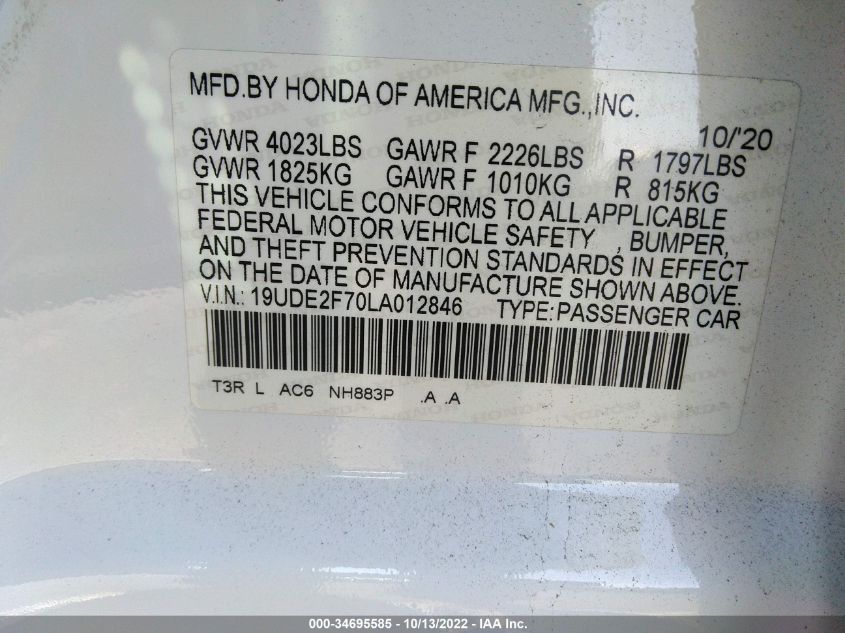 MFD.BY HONDA OF AMERICA MFG.,INC.
10/'20
GVWR 4023LBS GAWR F 2226LBS R 1797LBS
GVWR 1825KG GAWR F 1010KG R 815KG
THIS VEHICLE CONFORMS TO ALL APPLICABLE
FEDERAL MOTOR VEHICLE SAFETY , BUMPER,
AND THEFT PREVENTION STANDARDS IN EFFECT
ON THE DATE OF MANUFACTURE SHOWN ABOVE.
V.I.N.: 19UDE2F70LA012846 TYPE:PASSENGER CAR
T3R L AC6 NH883P .A .A
000-34695585 - 10/13/2022 - IAA Inc.